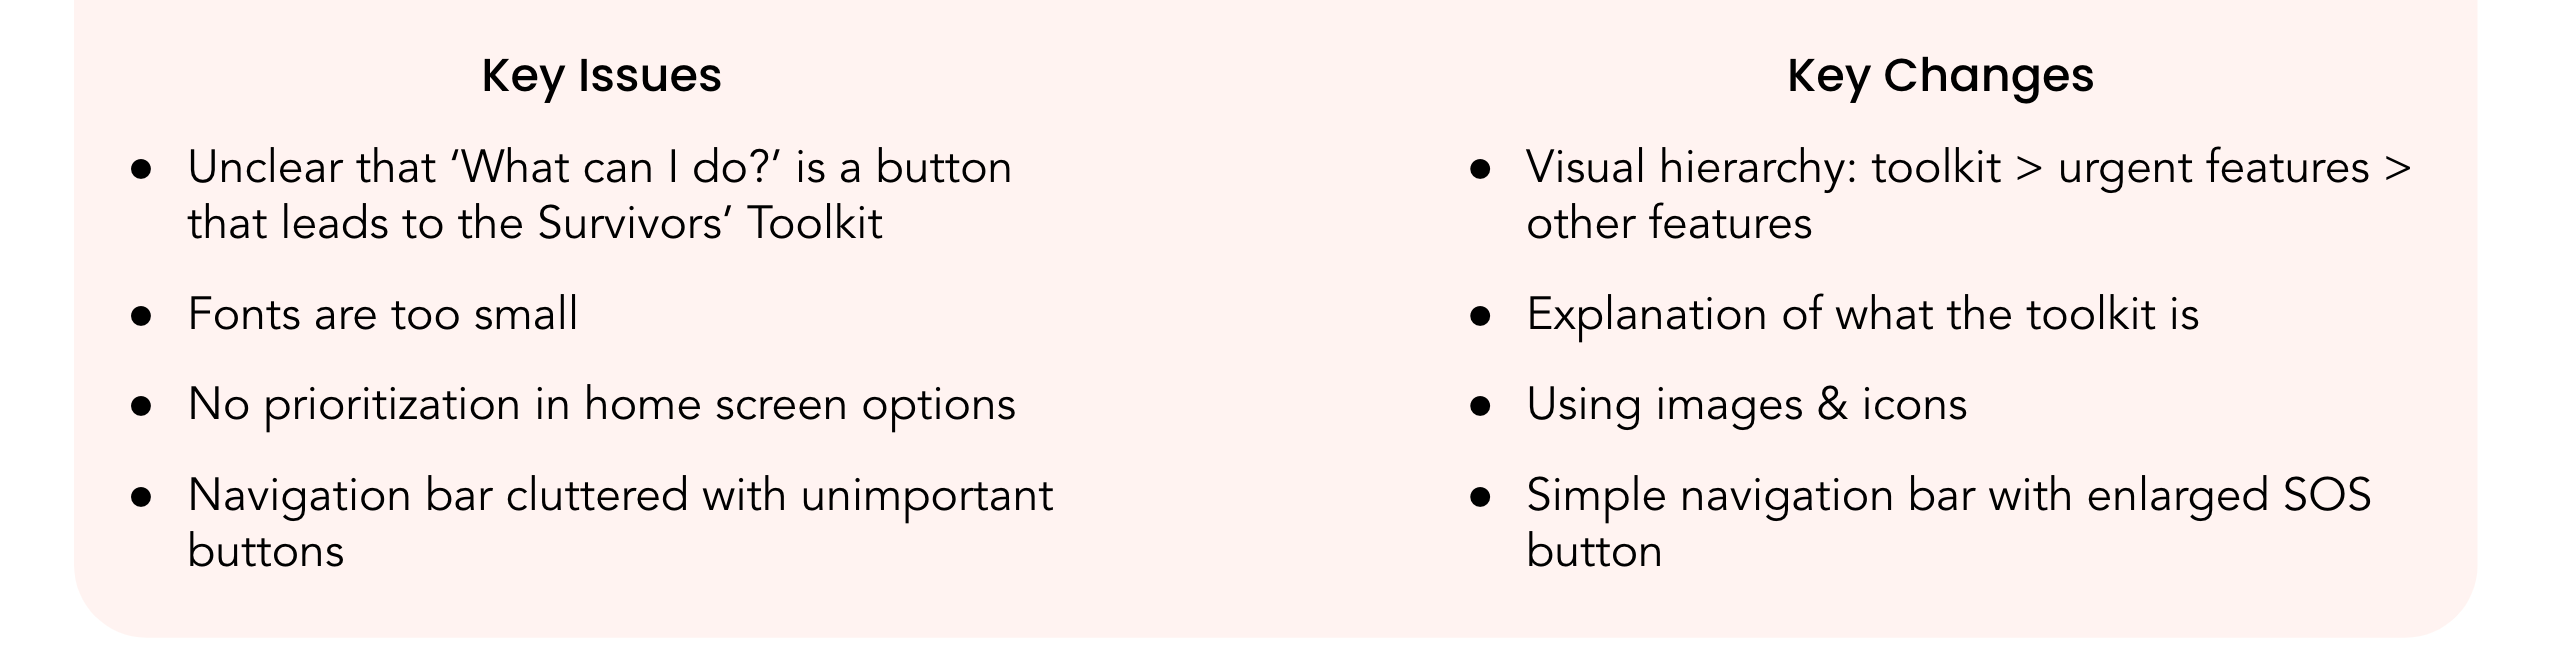 Key Issues
● Unclear that ‘What can I do?’ is a button
that leads to the Survivors’ Toolkit
● Fonts are too small
● No prioritization in home screen options
● Navigation bar cluttered with unimportant
buttons
Key Changes
● Visual hierarchy: toolkit > urgent features >
other features
● Explanation of what the toolkit is
● Using images & icons
● Simple navigation bar with enlarged SOS
button